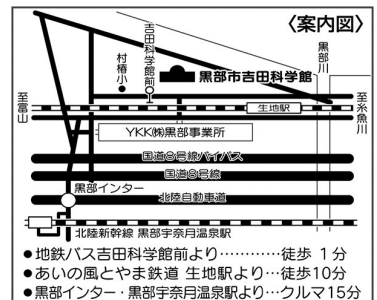 〈案内図〉
吉田科学館前
黒部川
村椿小
黒部市吉田科学館
至富山
生地駅
至糸魚川
YKK㈱黒部事業所
国道8号線バイパス
国道8号線
黒部インター
北陸自動車道
北陸新幹線 黒部宇奈月温泉駅
●地鉄バス吉田科学館前より…………徒歩 1分
●あいの風とやま鉄道 生地駅より…徒歩10分
●黒部インター・黒部宇奈月温泉駅より…クルマ15分